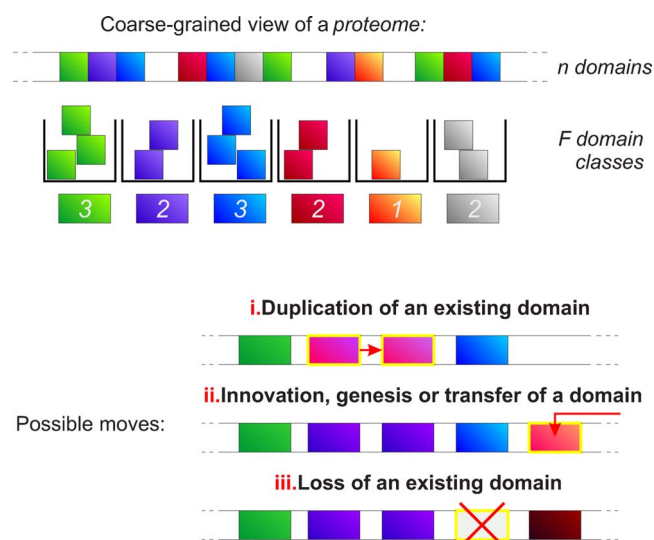 Coarse-grained view of a proteome:
n domains
F domain
classes
3 2 3 2 1 2
i.Duplication of an existing domain
ii.Innovation, genesis or transfer of a domain
Possible moves:
iii.Loss of an existing domain